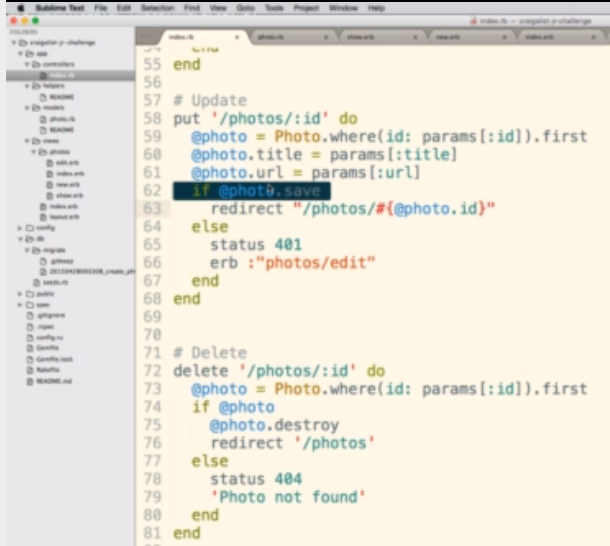 Sublime Text File Edit Selection Find View Goto Tools Project Window Help
index.rb — craigslist-jr-challenge
FOLDERS
craigslist-jr-challenge
app
controllers
index.rb
helpers
README
models
photo.rb
README
views
photos
edit.erb
index.erb
new.erb
show.erb
index.erb
layout.erb
config
db
migrate
.gitkeep
seeds.rb
public
spec
.gitignore
.rspec
config.ru
Gemfile
Gemfile.lock
Rakefile
README.md
index.rb photo.rb show.erb new.erb index.erb
54 end
55 end
56
57 # Update
58 put '/photos/:id' do
59 @photo = Photo.where(id: params[:id]).first
60 @photo.title = params[:title]
61 @photo.url = params[:url]
62 if @photo.save
63 redirect "/photos/#{@photo.id}"
64 else
65 status 401
66 erb :"photos/edit"
67 end
68 end
69
70
71 # Delete
72 delete '/photos/:id' do
73 @photo = Photo.where(id: params[:id]).first
74 if @photo
75 @photo.destroy
76 redirect '/photos'
77 else
78 status 404
79 'Photo not found'
80 end
81 end